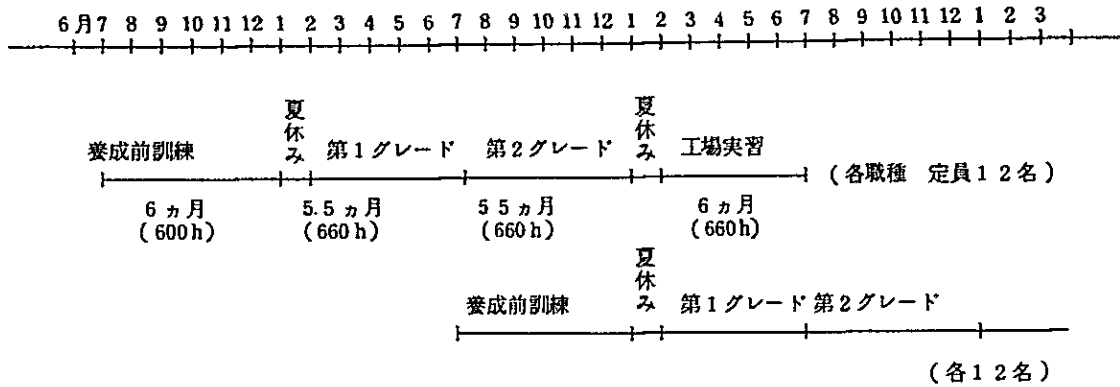 6月 7 8 9 10 11 12 1 2 3 4 5 6 7 8 9 10 11 12 1 2 3 4 5 6 7 8 9 10 11 12 1 2 3
夏休み
夏休み
養成前訓練 第1グレード 第2グレード 工場実習
(各職種 定員12名)
6ヵ月 5.5ヵ月 5 5ヵ月 6ヵ月
(600h) (660h) (660h) (660h)
夏休み
養成前訓練 第1グレード 第2グレード
(各12名)